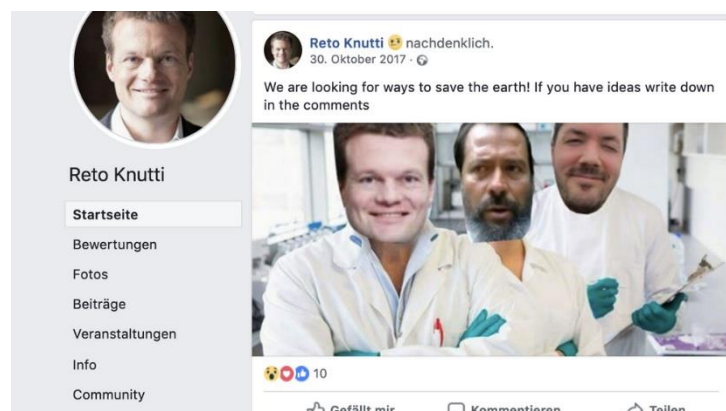 Reto Knutti
Startseite
Bewertungen
Fotos
Beiträge
Veranstaltungen
Info
Community
Reto Knutti 🤨 nachdenklich.
30. Oktober 2017 ·
We are looking for ways to save the earth! If you have ideas write down
in the comments
10
Gefällt mir
Kommentieren
Teilen